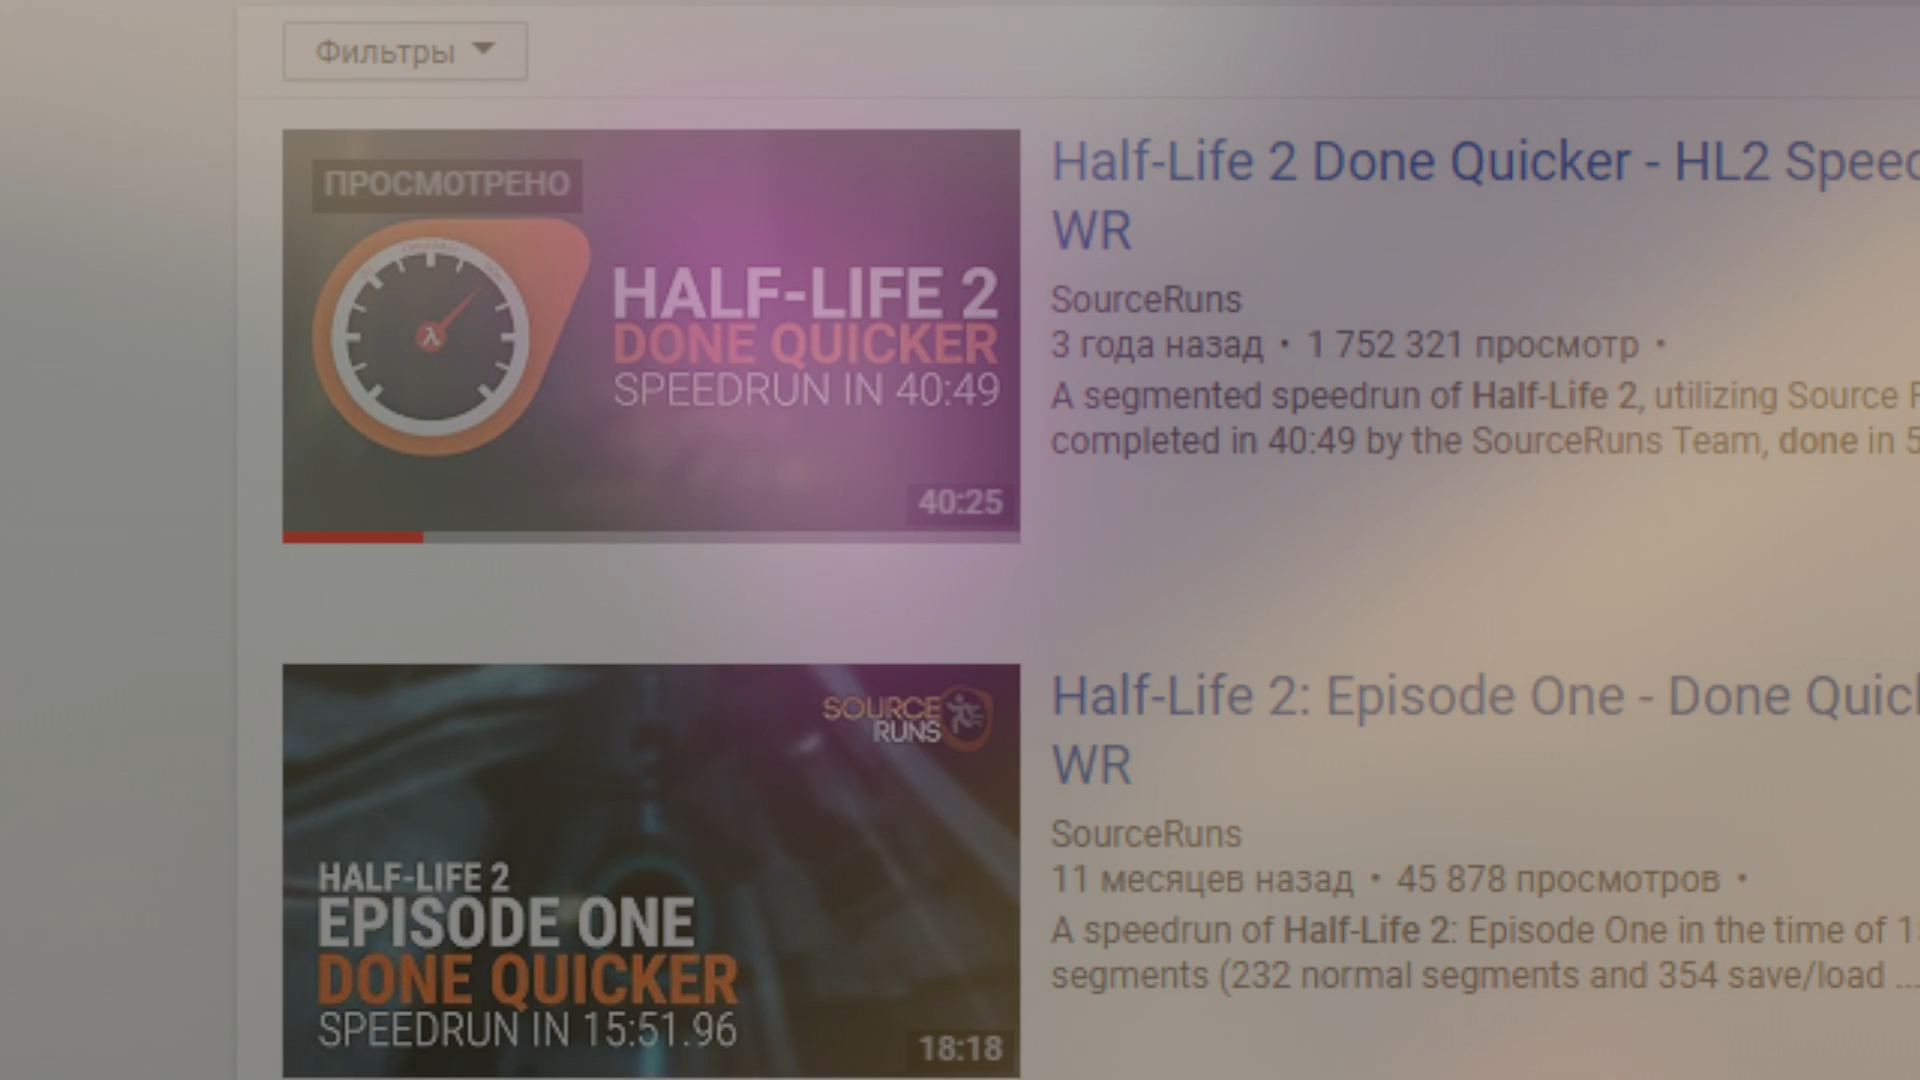 Фильтры
ПРОСМОТРЕНО
HALF-LIFE 2
DONE QUICKER
SPEEDRUN IN 40:49
40:25
Half-Life 2 Done Quicker - HL2 Speed
WR
SourceRuns
3 года назад • 1 752 321 просмотр •
A segmented speedrun of Half-Life 2, utilizing Source
completed in 40:49 by the SourceRuns Team, done in 5
SOURCE
RUNS
HALF-LIFE 2
EPISODE ONE
DONE QUICKER
SPEEDRUN IN 15:51.96
18:18
Half-Life 2: Episode One - Done Quick
WR
SourceRuns
11 месяцев назад • 45 878 просмотров •
A speedrun of Half-Life 2: Episode One in the time of 1
segments (232 normal segments and 354 save/load ...